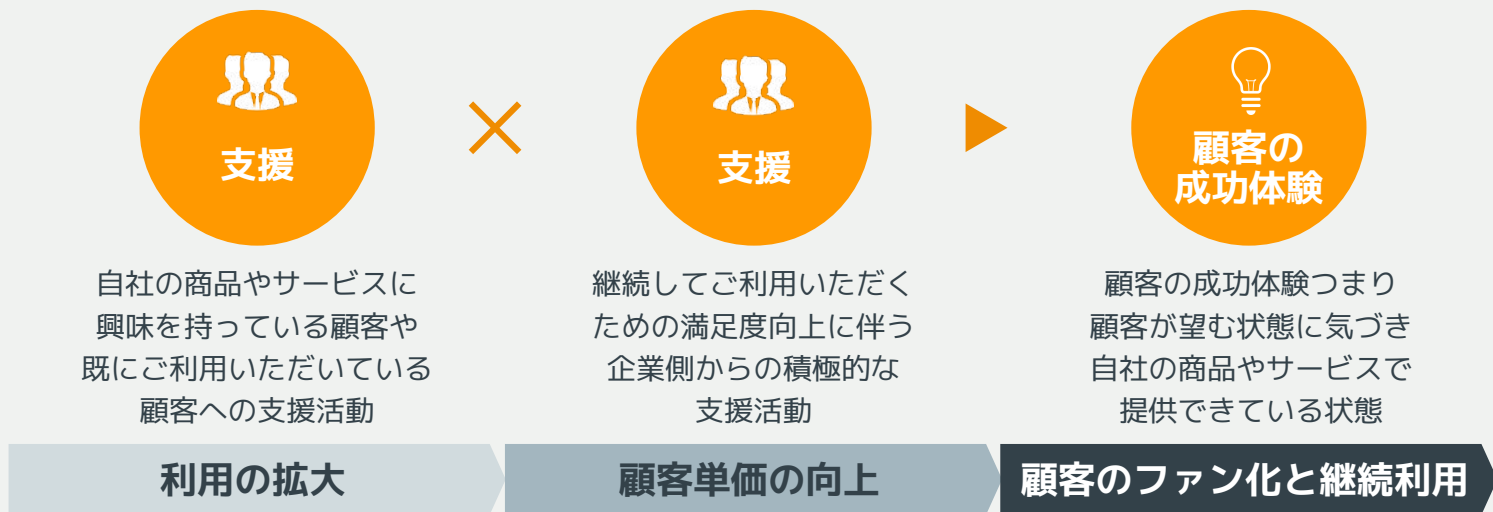 支援
自社の商品やサービスに
興味を持っている顧客や
既にご利用いただいている
顧客への支援活動
利用の拡大
支援
継続してご利用いただく
ための満足度向上に伴う
企業側からの積極的な
支援活動
顧客単価の向上
顧客の
成功体験
顧客の成功体験つまり
顧客が望む状態に気づき
自社の商品やサービスで
提供できている状態
顧客のファン化と継続利用